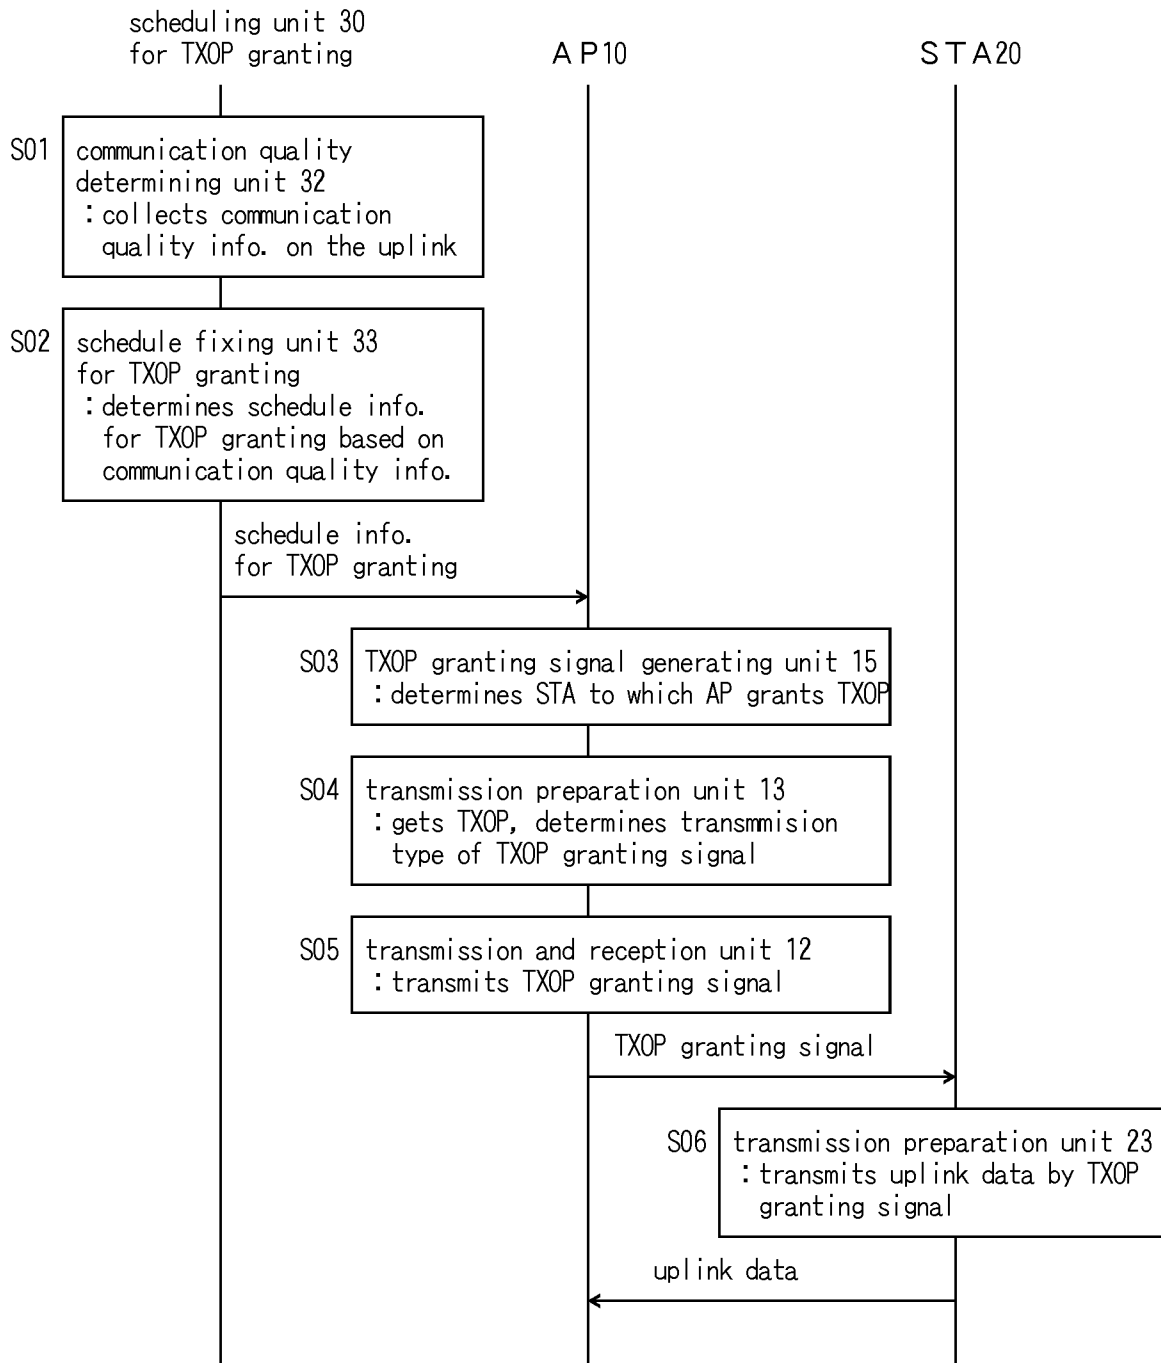 scheduling unit 30
for TXOP granting
AP10
STA20
S01
communication quality
determining unit 32
:collects communication
quality info. on the uplink
S02
schedule fixing unit 33
for TXOP granting
:determines schedule info.
for TXOP granting based on
communication quality info.
schedule info.
for TXOP granting
S03
TXOP granting signal generating unit 15
:determines STA to which AP grants TXOP
S04
transmission preparation unit 13
:gets TXOP, determines transmmision
type of TXOP granting signal
S05
transmission and reception unit 12
:transmits TXOP granting signal
TXOP granting signal
S06
transmission preparation unit 23
:transmits uplink data by TXOP
granting signal
uplink data